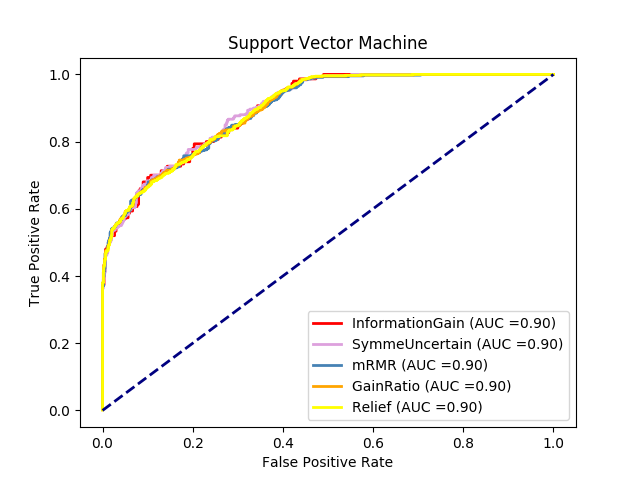 Support Vector Machine
True Positive Rate
1.0
0.8
0.6
0.4
0.2
0.0
InformationGain (AUC =0.90)
SymmeUncertain (AUC =0.90)
mRMR (AUC =0.90)
GainRatio (AUC =0.90)
Relief (AUC =0.90)
0.0 0.2 0.4 0.6 0.8 1.0
False Positive Rate